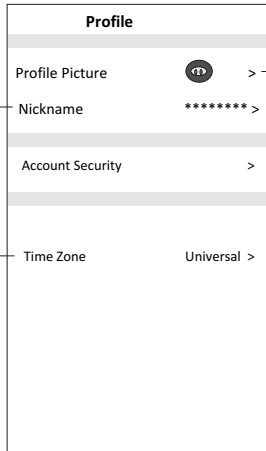 Profile
Profile Picture >
Nickname ******** >
Account Security >
Time Zone Universal >